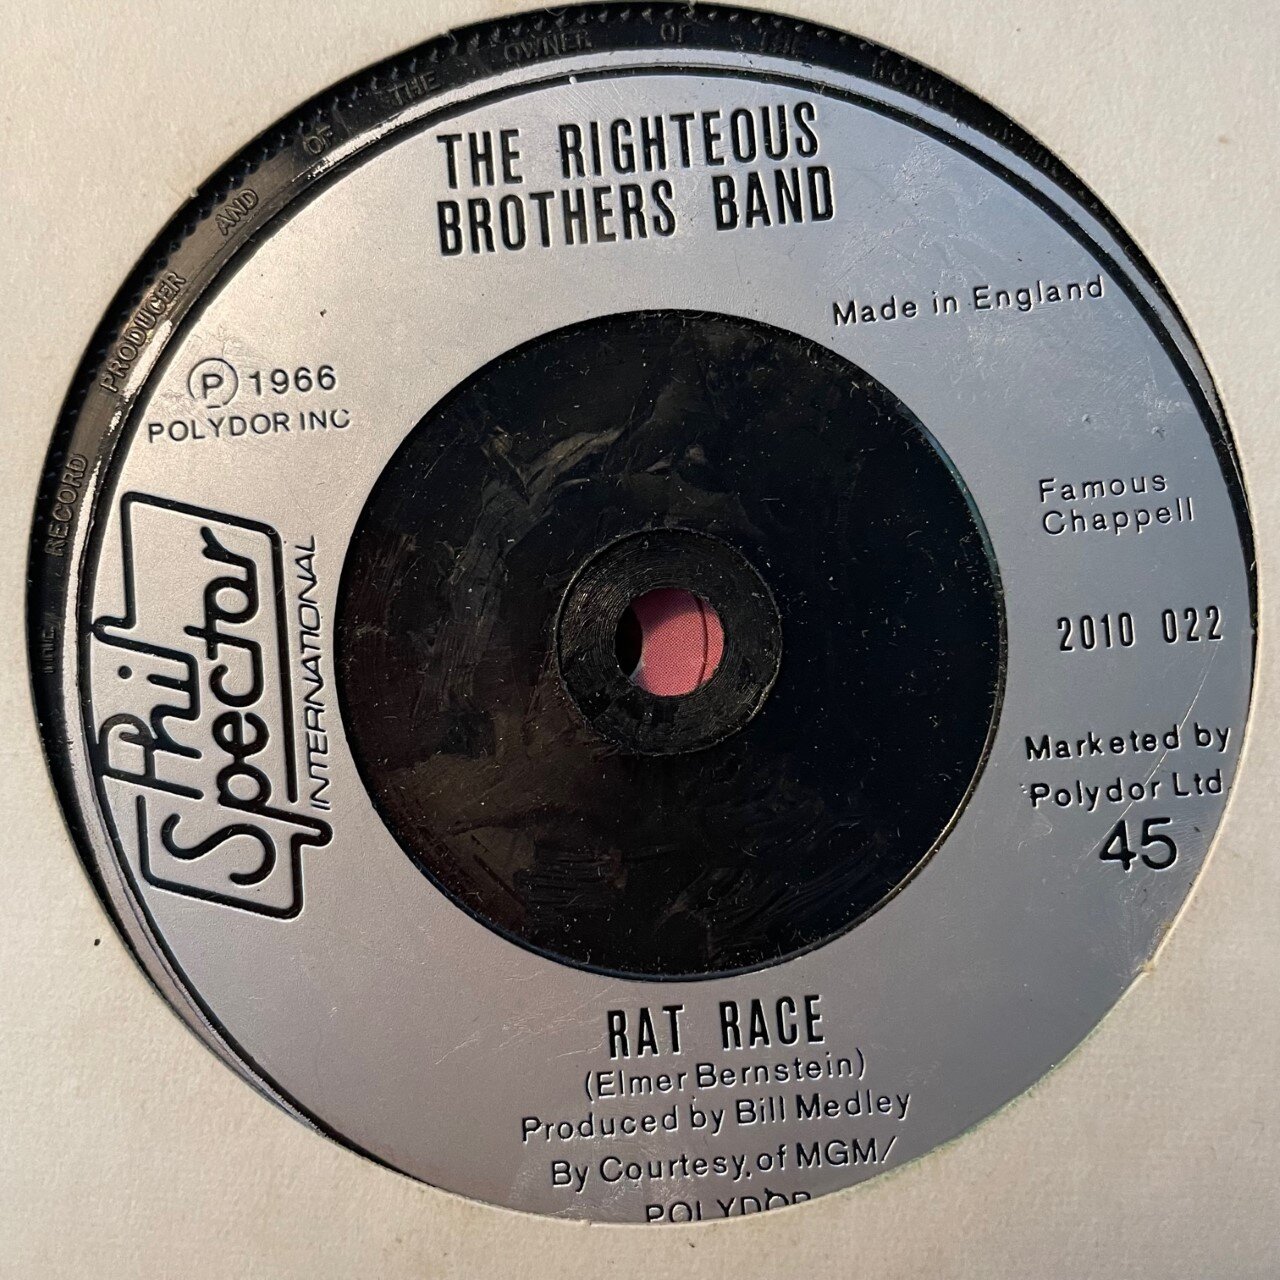 THE RECORD PRODUCER AND OF THE OWNER OF THE WORK
THE RIGHTEOUS
BROTHERS BAND
Made in England
Ⓟ 1966
POLYDOR INC
Famous
Chappell
2010 022
Marketed by
Polydor Ltd.
45
Phil
Spector
INTERNATIONAL
RAT RACE
(Elmer Bernstein)
Produced by Bill Medley
By Courtesy of MGM/
POLYDOR